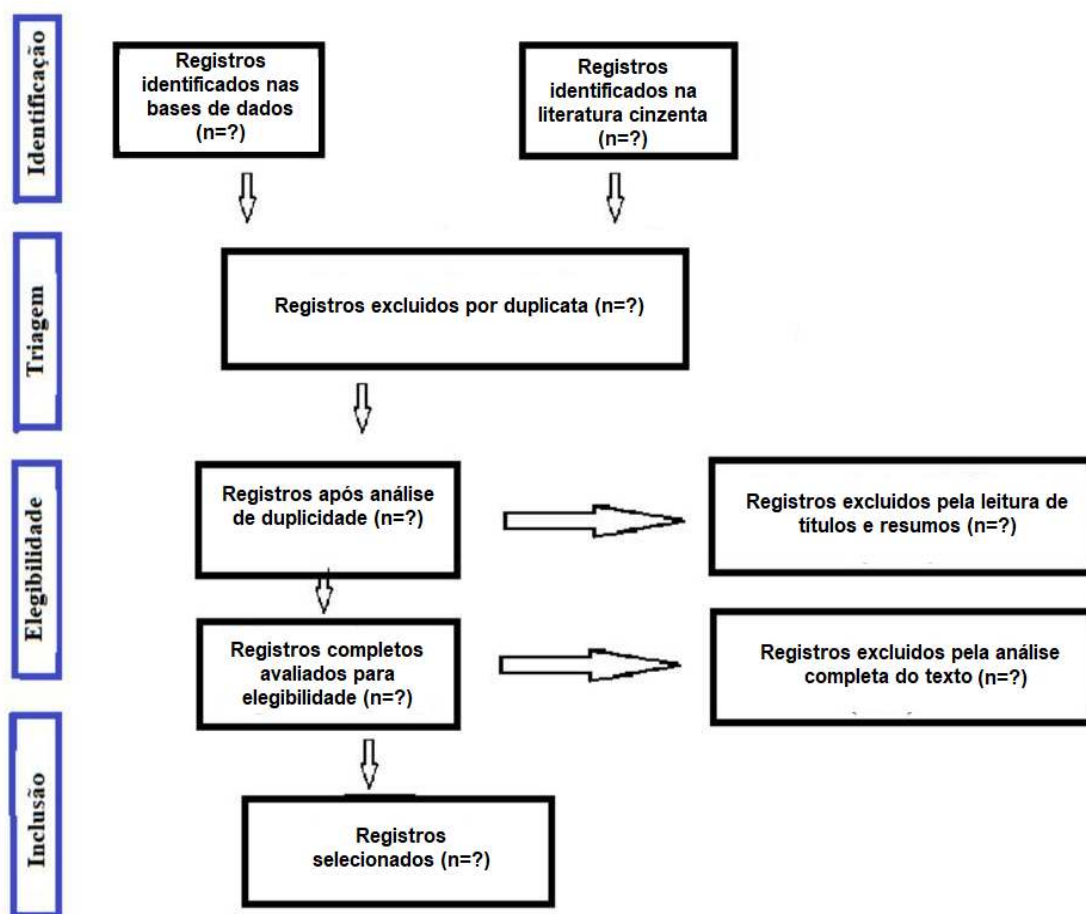 Identificação
Registros
identificados nas
bases de dados
(n=?)
Registros
identificados na
literatura cinzenta
(n=?)
Triagem
Registros excluidos por duplicata (n=?)
Elegibilidade
Registros após análise
de duplicidade (n=?)
Registros excluidos pela leitura de
títulos e resumos (n=?)
Registros completos
avaliados para
elegibilidade (n=?)
Registros excluidos pela análise
completa do texto (n=?)
Inclusão
Registros
selecionados (n=?)